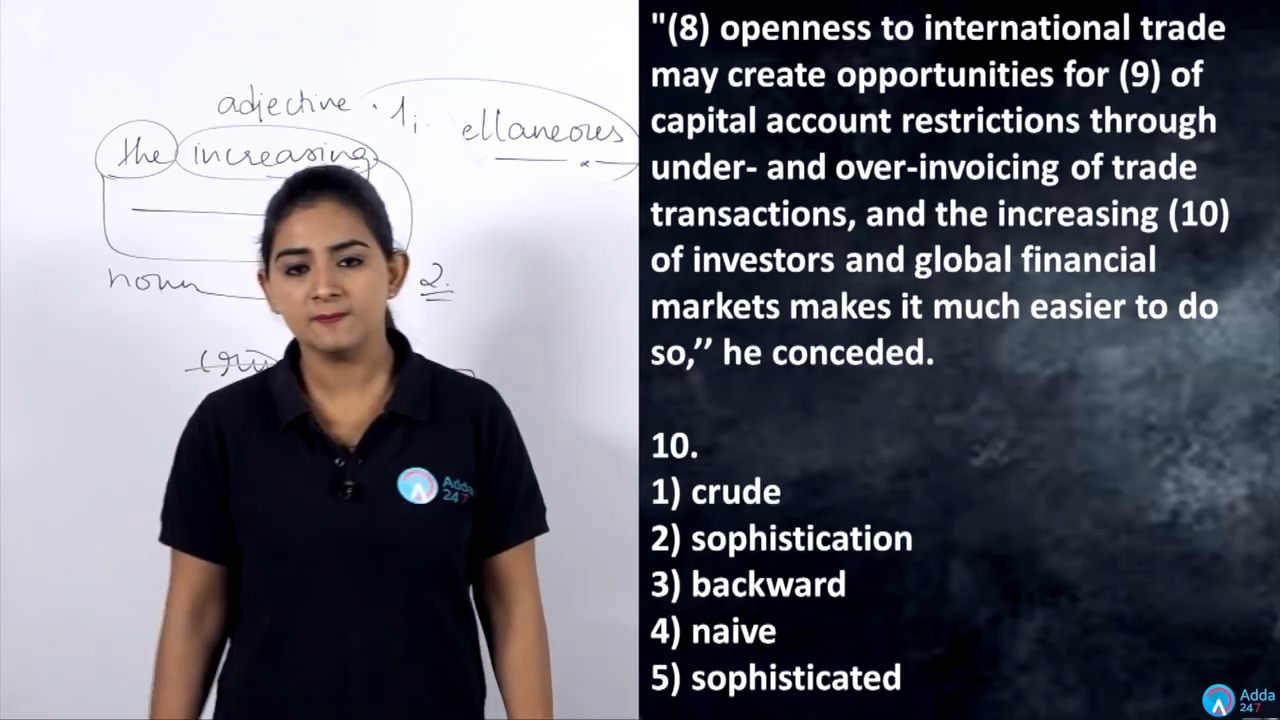 adjective
the increasing
ellaneous
noun
2.
Adda
247
"(8) openness to international trade
may create opportunities for (9) of
capital account restrictions through
under- and over-invoicing of trade
transactions, and the increasing (10)
of investors and global financial
markets makes it much easier to do
so,’’ he conceded.
10.
1) crude
2) sophistication
3) backward
4) naive
5) sophisticated
Adda
247